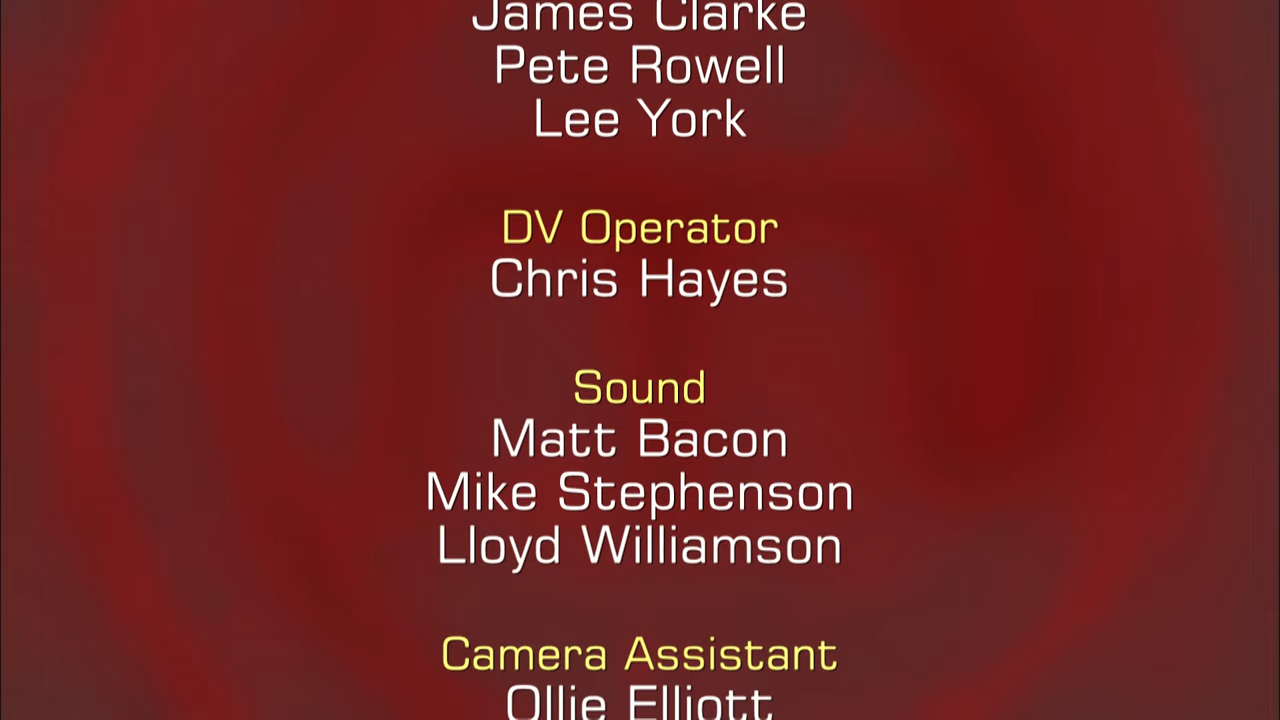 James Clarke
Pete Rowell
Lee York
DV Operator
Chris Hayes
Sound
Matt Bacon
Mike Stephenson
Lloyd Williamson
Camera Assistant
Ollie Elliott